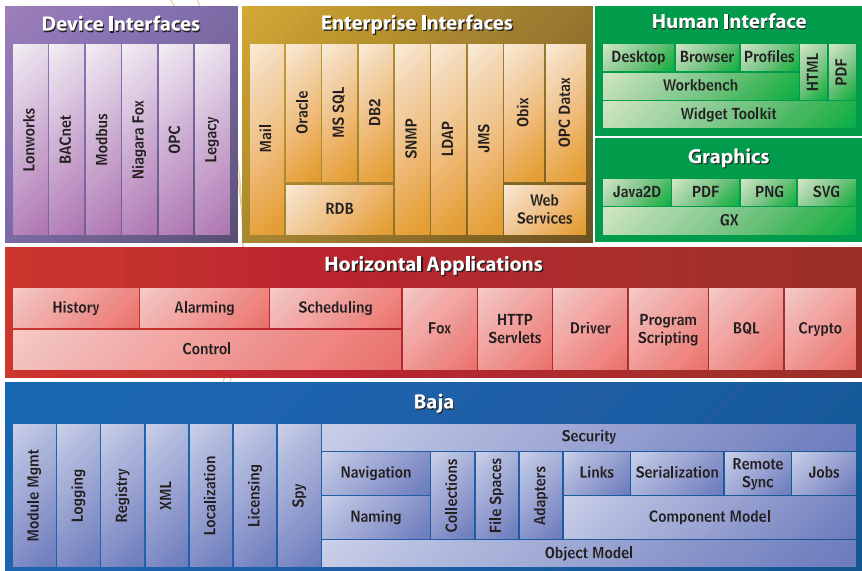 Device Interfaces
Lonworks
BACnet
Modbus
Niagara Fox
OPC
Legacy
Enterprise Interfaces
Mail
Oracle
MS SQL
DB2
RDB
SNMP
LDAP
JMS
Obix
OPC Datax
Web
Services
Human Interface
Desktop
Browser
Profiles
HTML
PDF
Workbench
Widget Toolkit
Graphics
Java2D
PDF
PNG
SVG
GX
Horizontal Applications
History
Alarming
Scheduling
Control
Fox
HTTP
Servlets
Driver
Program
Scripting
BQL
Crypto
Baja
Module Mgmt
Logging
Registry
XML
Localization
Licensing
Spy
Security
Navigation
Naming
Collections
File Spaces
Adapters
Links
Serialization
Remote
Sync
Jobs
Component Model
Object Model